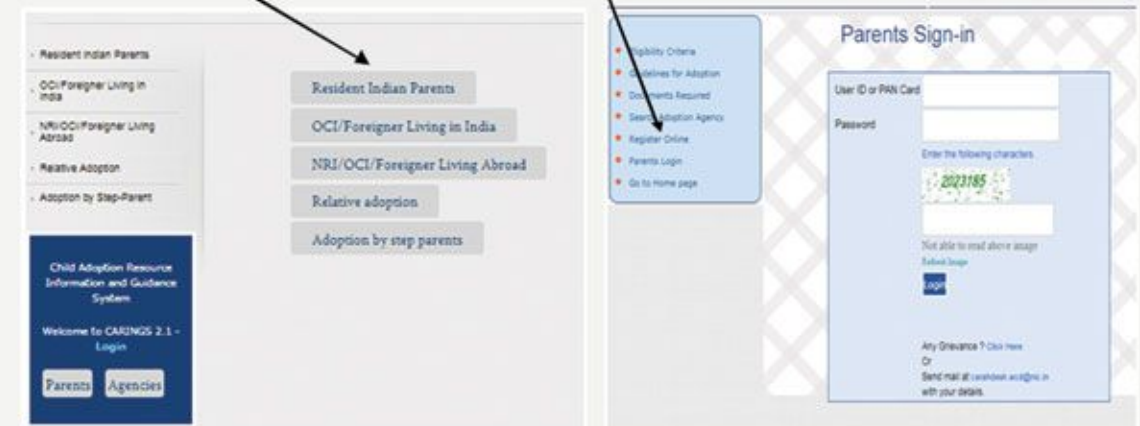 Resident Indian Parents
OCI/Foreigner Living in
India
NRI/OCI/Foreigner Living
Abroad
Relative Adoption
Adoption by Step-Parent
Child Adoption Resource
Information and Guidance
System
Welcome to CARINGS 2.1 -
Login
Parents Agencies
Resident Indian Parents
OCI/Foreigner Living in India
NRI/OCI/Foreigner Living Abroad
Relative adoption
Adoption by step parents
Eligibility Criteria
Guidelines for Adoption
Documents Required
Search Adoption Agency
Register Online
Parents Login
Go to Home page
Parents Sign-in
User ID or PAN Card
Password
Enter the following characters
2023185
Not able to read above image
Reload Image
Login
Any Grievance ? Click Here
Or
Send mail at carahdesk.wcd@nic.in
with your details.